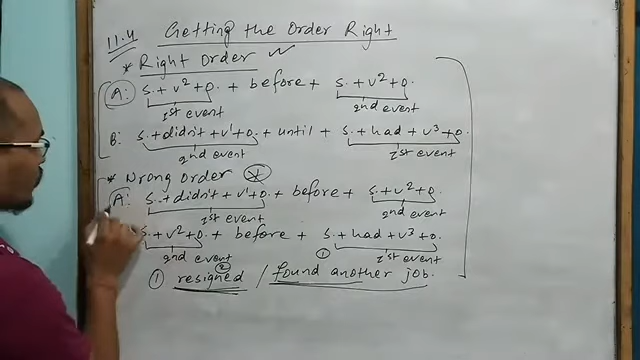 11.4 Getting the Order Right
* Right Order ✓
A: S. + V² + O. + before + S. + V² + O.
1st event 2nd event
B: S. + didn't + V¹ + O. + until + S. + had + V³ + O.
2nd event 1st event
* Wrong Order
A: S. + didn't + V¹ + O. + before + S. + V² + O.
1st event 2nd event
S. + V² + O. + before + S. + had + V³ + O.
2nd event ① 1st event
① resigned ② / found another job.